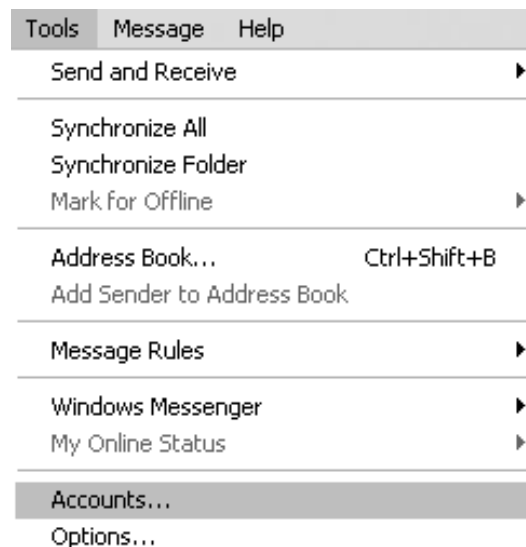 Tools Message Help
Send and Receive
Synchronize All
Synchronize Folder
Mark for Offline
Address Book... Ctrl+Shift+B
Add Sender to Address Book
Message Rules
Windows Messenger
My Online Status
Accounts...
Options...